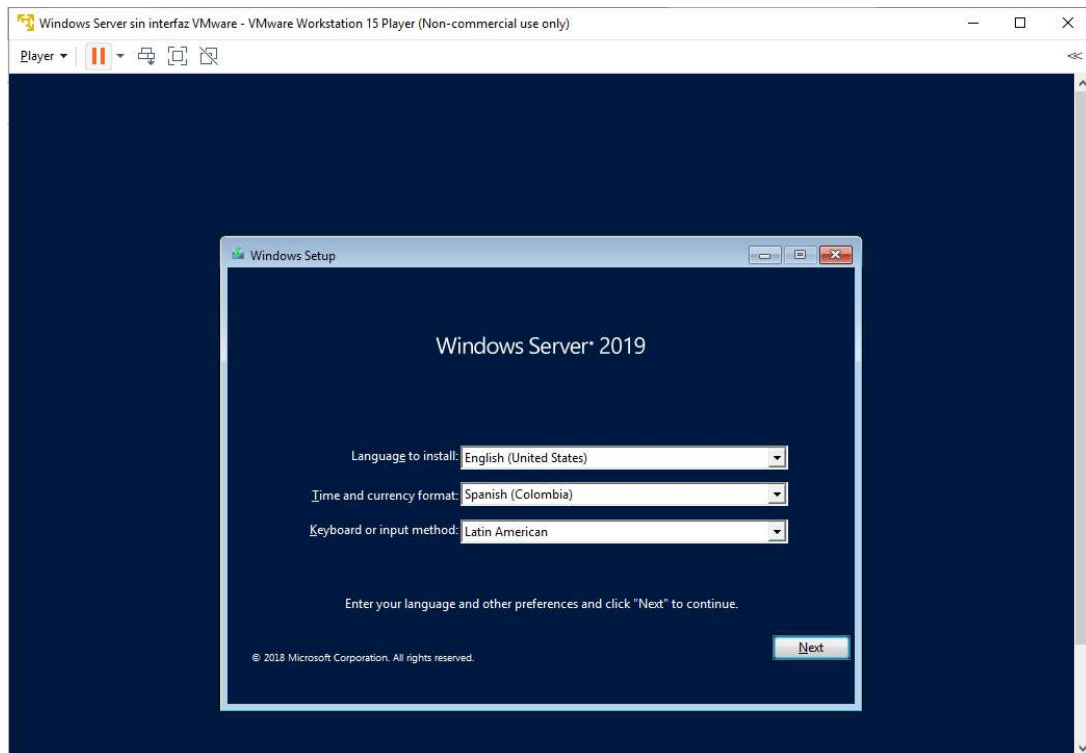 Windows Server sin interfaz VMware - VMware Workstation 15 Player (Non-commercial use only)
Player
Windows Setup
Windows Server® 2019
Language to install: English (United States)
Time and currency format: Spanish (Colombia)
Keyboard or input method: Latin American
Enter your language and other preferences and click "Next" to continue.
Next
© 2018 Microsoft Corporation. All rights reserved.